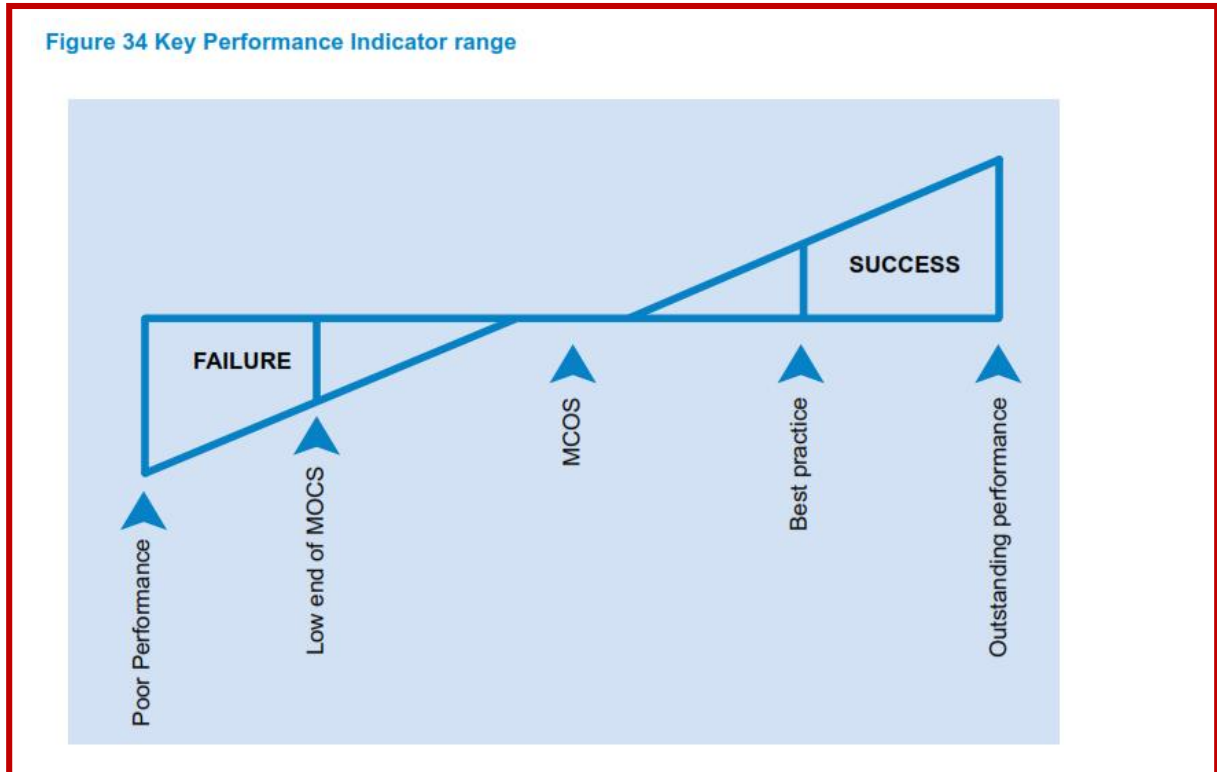 Figure 34 Key Performance Indicator range
SUCCESS
FAILURE
Poor Performance
Low end of MOCS
MCOS
Best practice
Outstanding performance